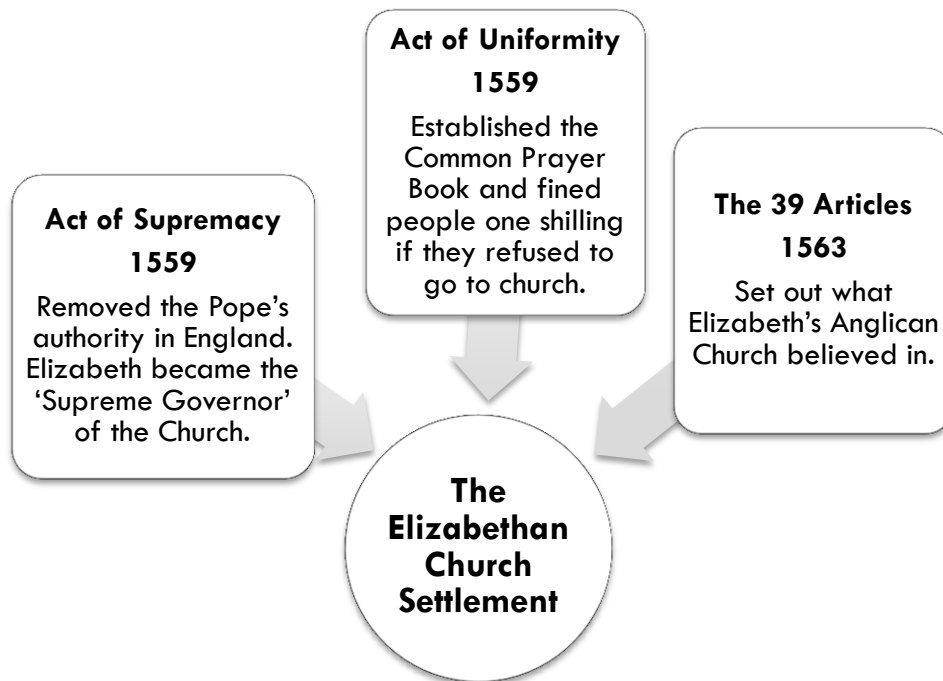 Act of Supremacy
1559
Removed the Pope’s
authority in England.
Elizabeth became the
‘Supreme Governor’
of the Church.
Act of Uniformity
1559
Established the
Common Prayer
Book and fined
people one shilling
if they refused to
go to church.
The 39 Articles
1563
Set out what
Elizabeth’s Anglican
Church believed in.
The
Elizabethan
Church
Settlement